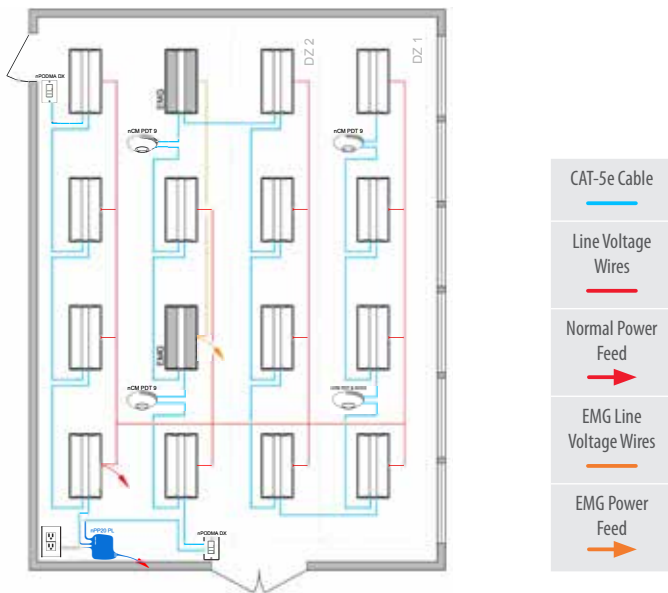 nPODMA DX
EMG
DZ 2
DZ 1
nCM PDT 9
nCM PDT 9
EMG
nCM PDT 9
nPP20 PL
nPODMA DX
CAT-5e Cable
Line Voltage
Wires
Normal Power
Feed
EMG Line
Voltage Wires
EMG Power
Feed